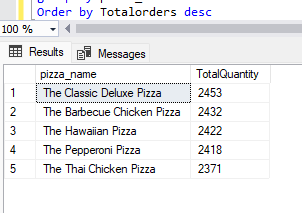 Order by Totalorders desc
100 %
Results
Messages
pizza_name TotalQuantity
1 The Classic Deluxe Pizza 2453
2 The Barbecue Chicken Pizza 2432
3 The Hawaiian Pizza 2422
4 The Pepperoni Pizza 2418
5 The Thai Chicken Pizza 2371